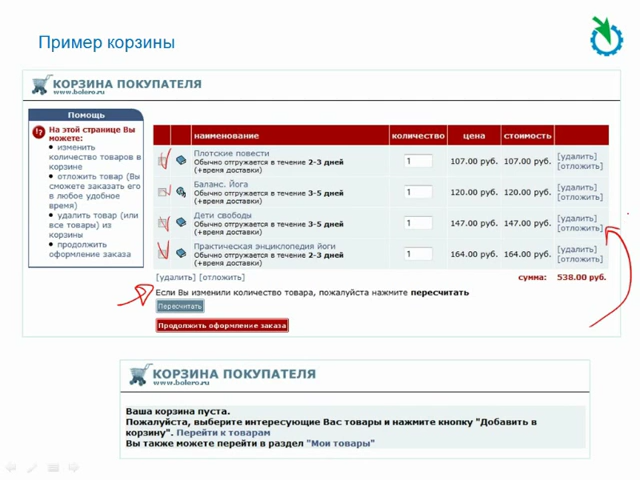 Пример корзины
КОРЗИНА ПОКУПАТЕЛЯ
www.bolero.ru
Помощь
На этой странице Вы
можете:
• изменить
количество товаров в
корзине
• отложить товар (Вы
сможете заказать его
в любое удобное
время)
• удалить товар (или
все товары) из
корзины
• продолжить
оформление заказа
наименование количество цена стоимость
Плотские повести
Обычно отгружается в течение 2-3 дней
(+время доставки)
1 107.00 руб. 107.00 руб. [удалить]
[отложить]
Баланс. Йога
Обычно отгружается в течение 3-5 дней
(+время доставки)
1 120.00 руб. 120.00 руб. [удалить]
[отложить]
Дети свободы
Обычно отгружается в течение 3-5 дней
(+время доставки)
1 147.00 руб. 147.00 руб. [удалить]
[отложить]
Практическая энциклопедия йоги
Обычно отгружается в течение 2-3 дней
(+время доставки)
1 164.00 руб. 164.00 руб. [удалить]
[отложить]
[удалить] [отложить] сумма: 538.00 руб.
Если Вы изменили количество товара, пожалуйста нажмите пересчитать
Пересчитать
Продолжить оформление заказа
КОРЗИНА ПОКУПАТЕЛЯ
www.bolero.ru
Ваша корзина пуста.
Пожалуйста, выберите интересующие Вас товары и нажмите кнопку "Добавить в
корзину". Перейти к товарам
Вы также можете перейти в раздел "Мои товары"